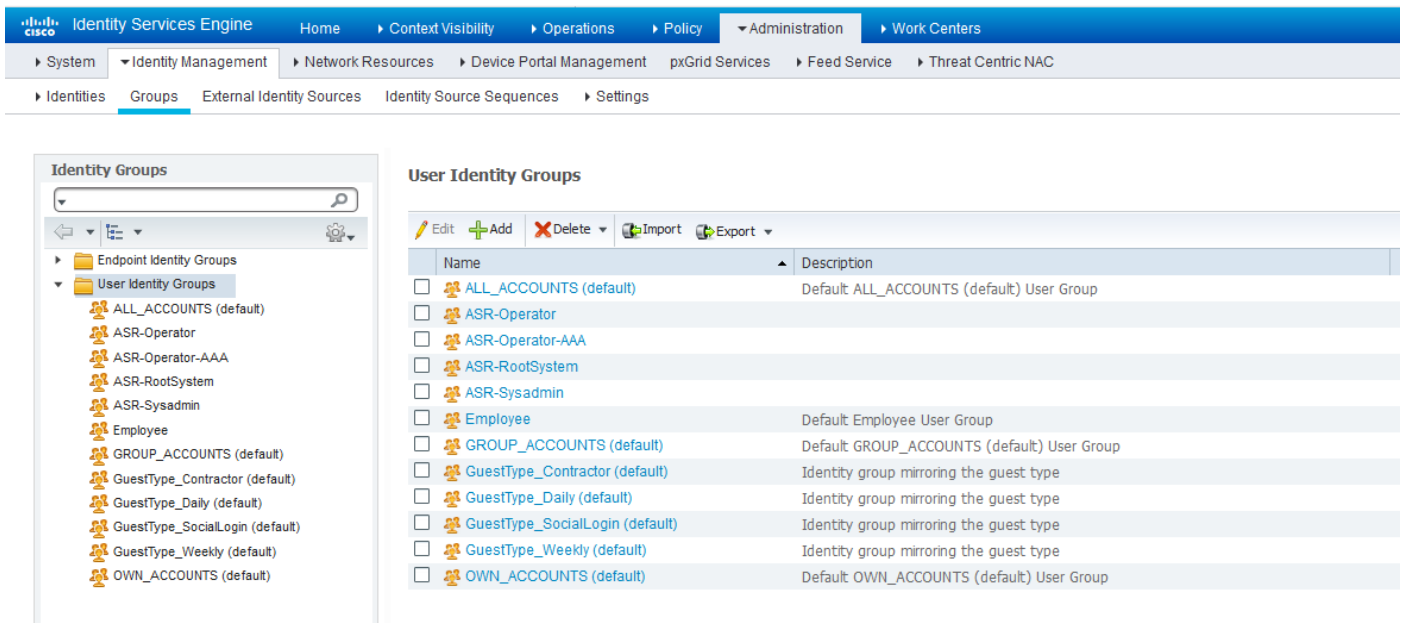 cisco Identity Services Engine Home Context Visibility Operations Policy Administration Work Centers
System Identity Management Network Resources Device Portal Management pxGrid Services Feed Service Threat Centric NAC
Identities Groups External Identity Sources Identity Source Sequences Settings
Identity Groups
Endpoint Identity Groups
User Identity Groups
ALL_ACCOUNTS (default)
ASR-Operator
ASR-Operator-AAA
ASR-RootSystem
ASR-Sysadmin
Employee
GROUP_ACCOUNTS (default)
GuestType_Contractor (default)
GuestType_Daily (default)
GuestType_SocialLogin (default)
GuestType_Weekly (default)
OWN_ACCOUNTS (default)
User Identity Groups
Edit Add Delete Import Export
Name Description
ALL_ACCOUNTS (default) Default ALL_ACCOUNTS (default) User Group
ASR-Operator
ASR-Operator-AAA
ASR-RootSystem
ASR-Sysadmin
Employee Default Employee User Group
GROUP_ACCOUNTS (default) Default GROUP_ACCOUNTS (default) User Group
GuestType_Contractor (default) Identity group mirroring the guest type
GuestType_Daily (default) Identity group mirroring the guest type
GuestType_SocialLogin (default) Identity group mirroring the guest type
GuestType_Weekly (default) Identity group mirroring the guest type
OWN_ACCOUNTS (default) Default OWN_ACCOUNTS (default) User Group